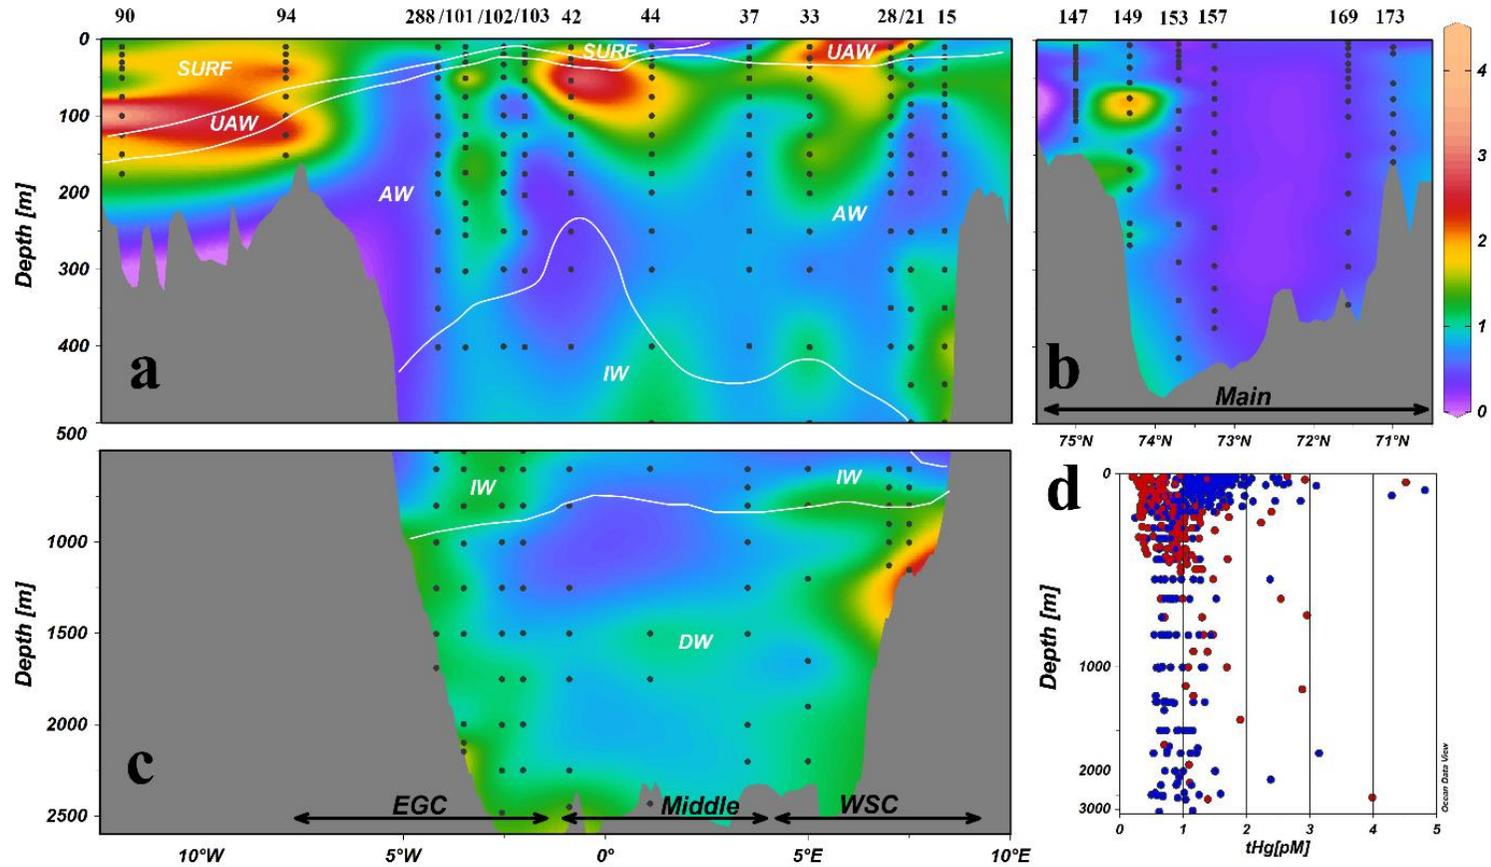 90 94 288/101 /102/103 42 44 37 33 28/21 15
147 149 153 157 169 173
0
100
200
300
400
500
Depth [m]
SURF
UAW
AW
SURF
UAW
AW
IW
a
b
Main
75°N 74°N 73°N 72°N 71°N
4
3
2
1
0
1000
1500
2000
2500
Depth [m]
IW
IW
DW
c
EGC Middle WSC
10°W 5°W 0° 5°E 10°E
d
0
1000
2000
3000
Depth [m]
0 1 2 3 4 5
tHg[pM]
Ocean Data View